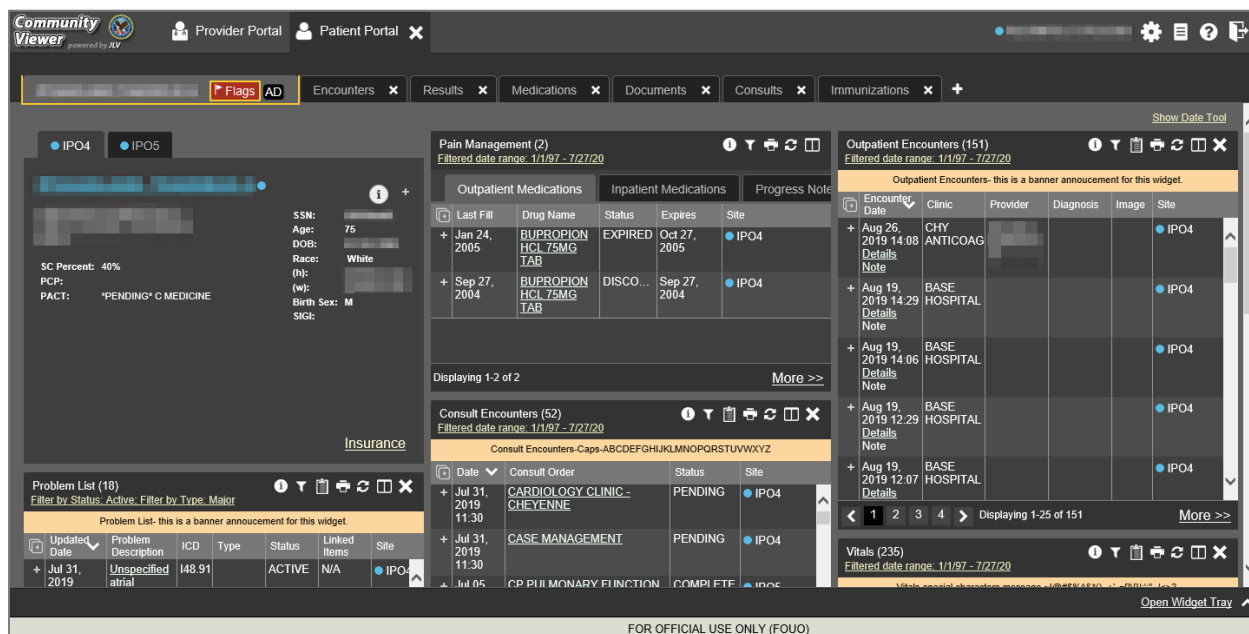 Community
Viewer powered by JLV
Provider Portal Patient Portal
Flags AD Encounters Results Medications Documents Consults Immunizations
Show Date Tool
IPO4 IPO5
SSN:
Age: 75
DOB:
Race: White
(h):
(w):
Birth Sex: M
SIGI:
SC Percent: 40%
PCP:
PACT: *PENDING* C MEDICINE
Insurance
Problem List (18)
Filter by Status: Active; Filter by Type: Major
Problem List- this is a banner annoucement for this widget.
Updated Date Problem Description ICD Type Status Linked Items Site
+ Jul 31, 2019 Unspecified atrial I48.91 ACTIVE N/A IPO4
Pain Management (2)
Filtered date range: 1/1/97 - 7/27/20
Outpatient Medications Inpatient Medications Progress Note
Last Fill Drug Name Status Expires Site
+ Jan 24, 2005 BUPROPION HCL 75MG TAB EXPIRED Oct 27, 2005 IPO4
+ Sep 27, 2004 BUPROPION HCL 75MG TAB DISCO... Sep 27, 2004 IPO4
Displaying 1-2 of 2 More >>
Consult Encounters (52)
Filtered date range: 1/1/97 - 7/27/20
Consult Encounters-Caps-ABCDEFGHIJKLMNOPQRSTUVWXYZ
Date Consult Order Status Site
+ Jul 31, 2019 11:30 CARDIOLOGY CLINIC - CHEYENNE PENDING IPO4
+ Jul 31, 2019 11:30 CASE MANAGEMENT PENDING IPO4
+ Jul 05, CP PULMONARY FUNCTION COMPLETE IPO5
Outpatient Encounters (151)
Filtered date range: 1/1/97 - 7/27/20
Outpatient Encounters- this is a banner annoucement for this widget.
Encounter Date Clinic Provider Diagnosis Image Site
+ Aug 26, 2019 14:08 Details Note CHY ANTICOAG IPO4
+ Aug 19, 2019 14:29 Details Note BASE HOSPITAL IPO4
+ Aug 19, 2019 14:06 Details Note BASE HOSPITAL IPO4
+ Aug 19, 2019 12:29 Details Note BASE HOSPITAL IPO4
+ Aug 19, 2019 12:07 Details BASE HOSPITAL IPO4
1 2 3 4 Displaying 1-25 of 151 More >>
Vitals (235)
Filtered date range: 1/1/97 - 7/27/20
Vitals special characters message
Open Widget Tray
FOR OFFICIAL USE ONLY (FOUO)